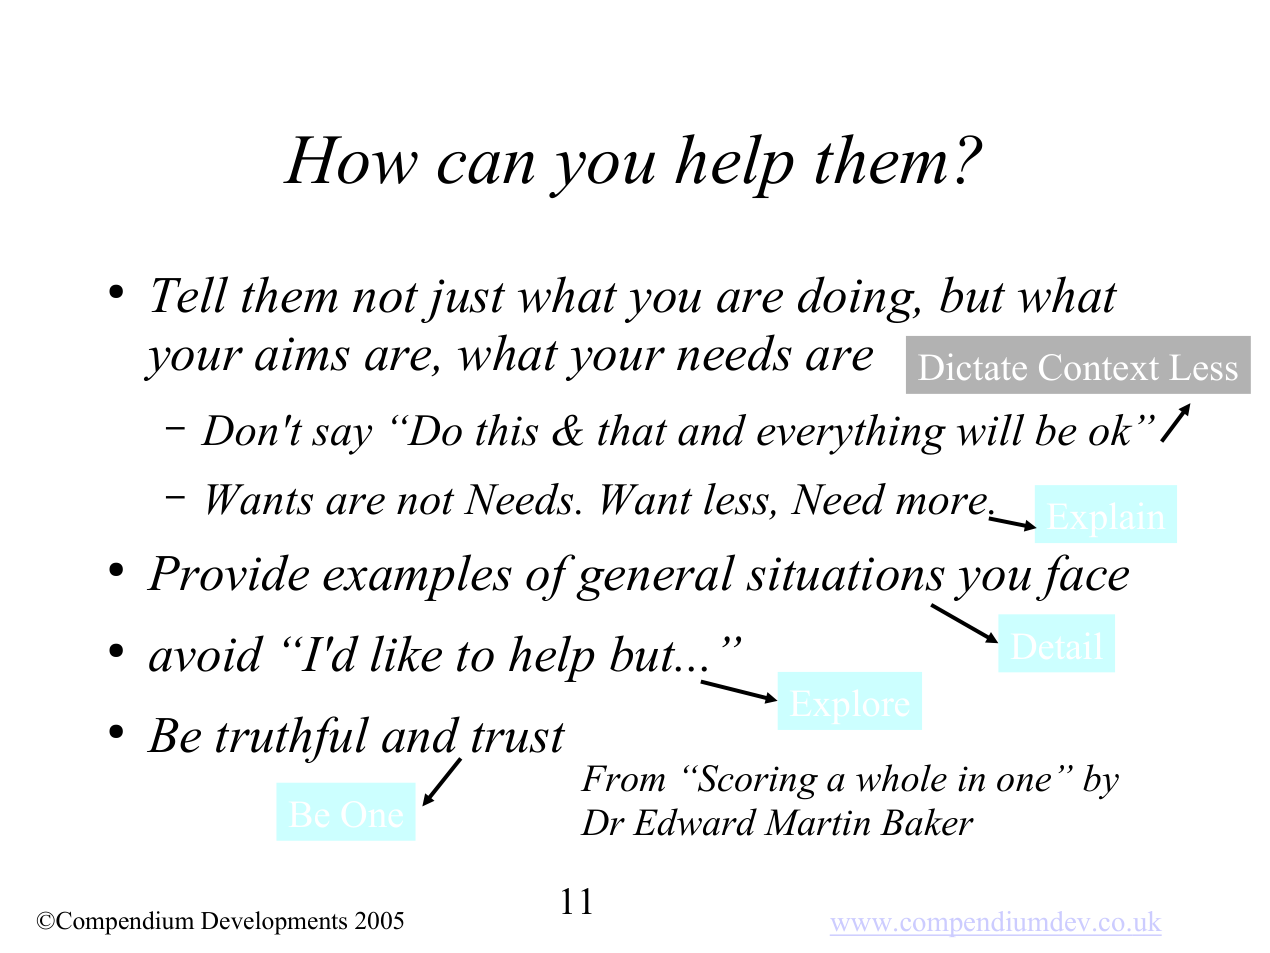 How can you help them?
• Tell them not just what you are doing, but what
your aims are, what your needs are
Dictate Context Less
– Don't say “Do this & that and everything will be ok”
– Wants are not Needs. Want less, Need more.
Explain
• Provide examples of general situations you face
Detail
• avoid “I'd like to help but...”
Explore
• Be truthful and trust
Be One
From “Scoring a whole in one” by
Dr Edward Martin Baker
11
©Compendium Developments 2005
www.compendiumdev.co.uk